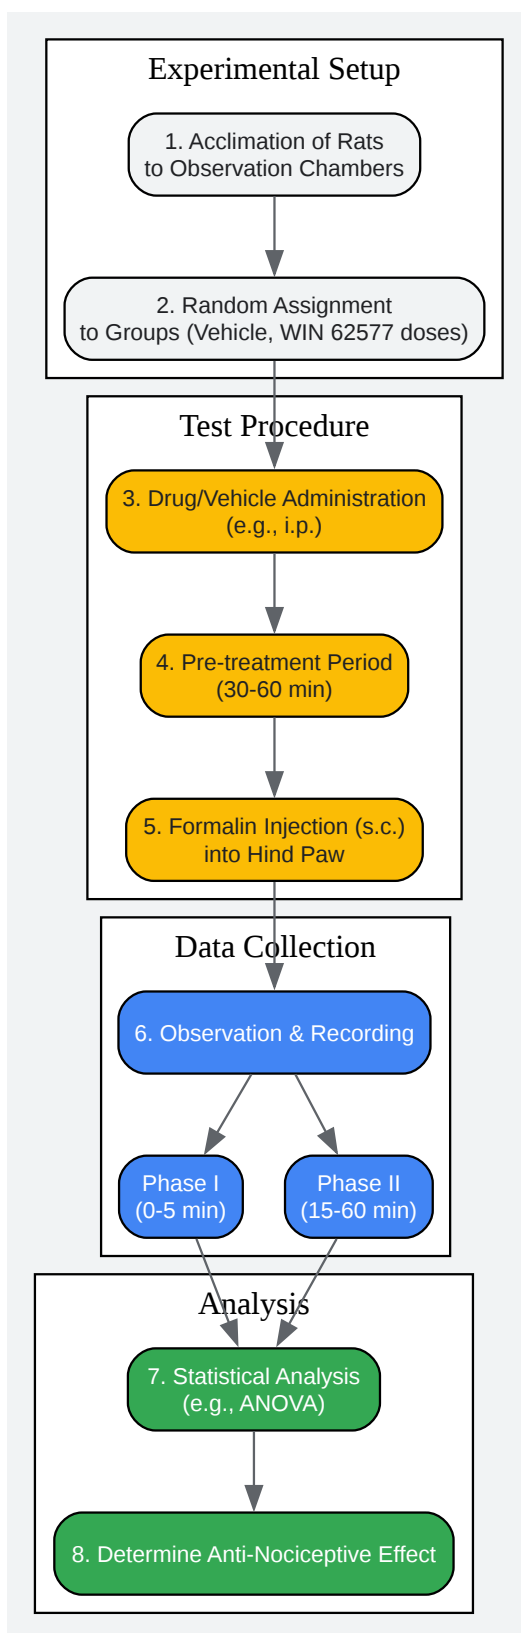 Experimental Setup
1. Acclimation of Rats
to Observation Chambers
2. Random Assignment
to Groups (Vehicle, WIN 62577 doses)
Test Procedure
3. Drug/Vehicle Administration
(e.g., i.p.)
4. Pre-treatment Period
(30-60 min)
5. Formalin Injection (s.c.)
into Hind Paw
Data Collection
6. Observation & Recording
Phase I
(0-5 min)
Phase II
(15-60 min)
Analysis
7. Statistical Analysis
(e.g., ANOVA)
8. Determine Anti-Nociceptive Effect